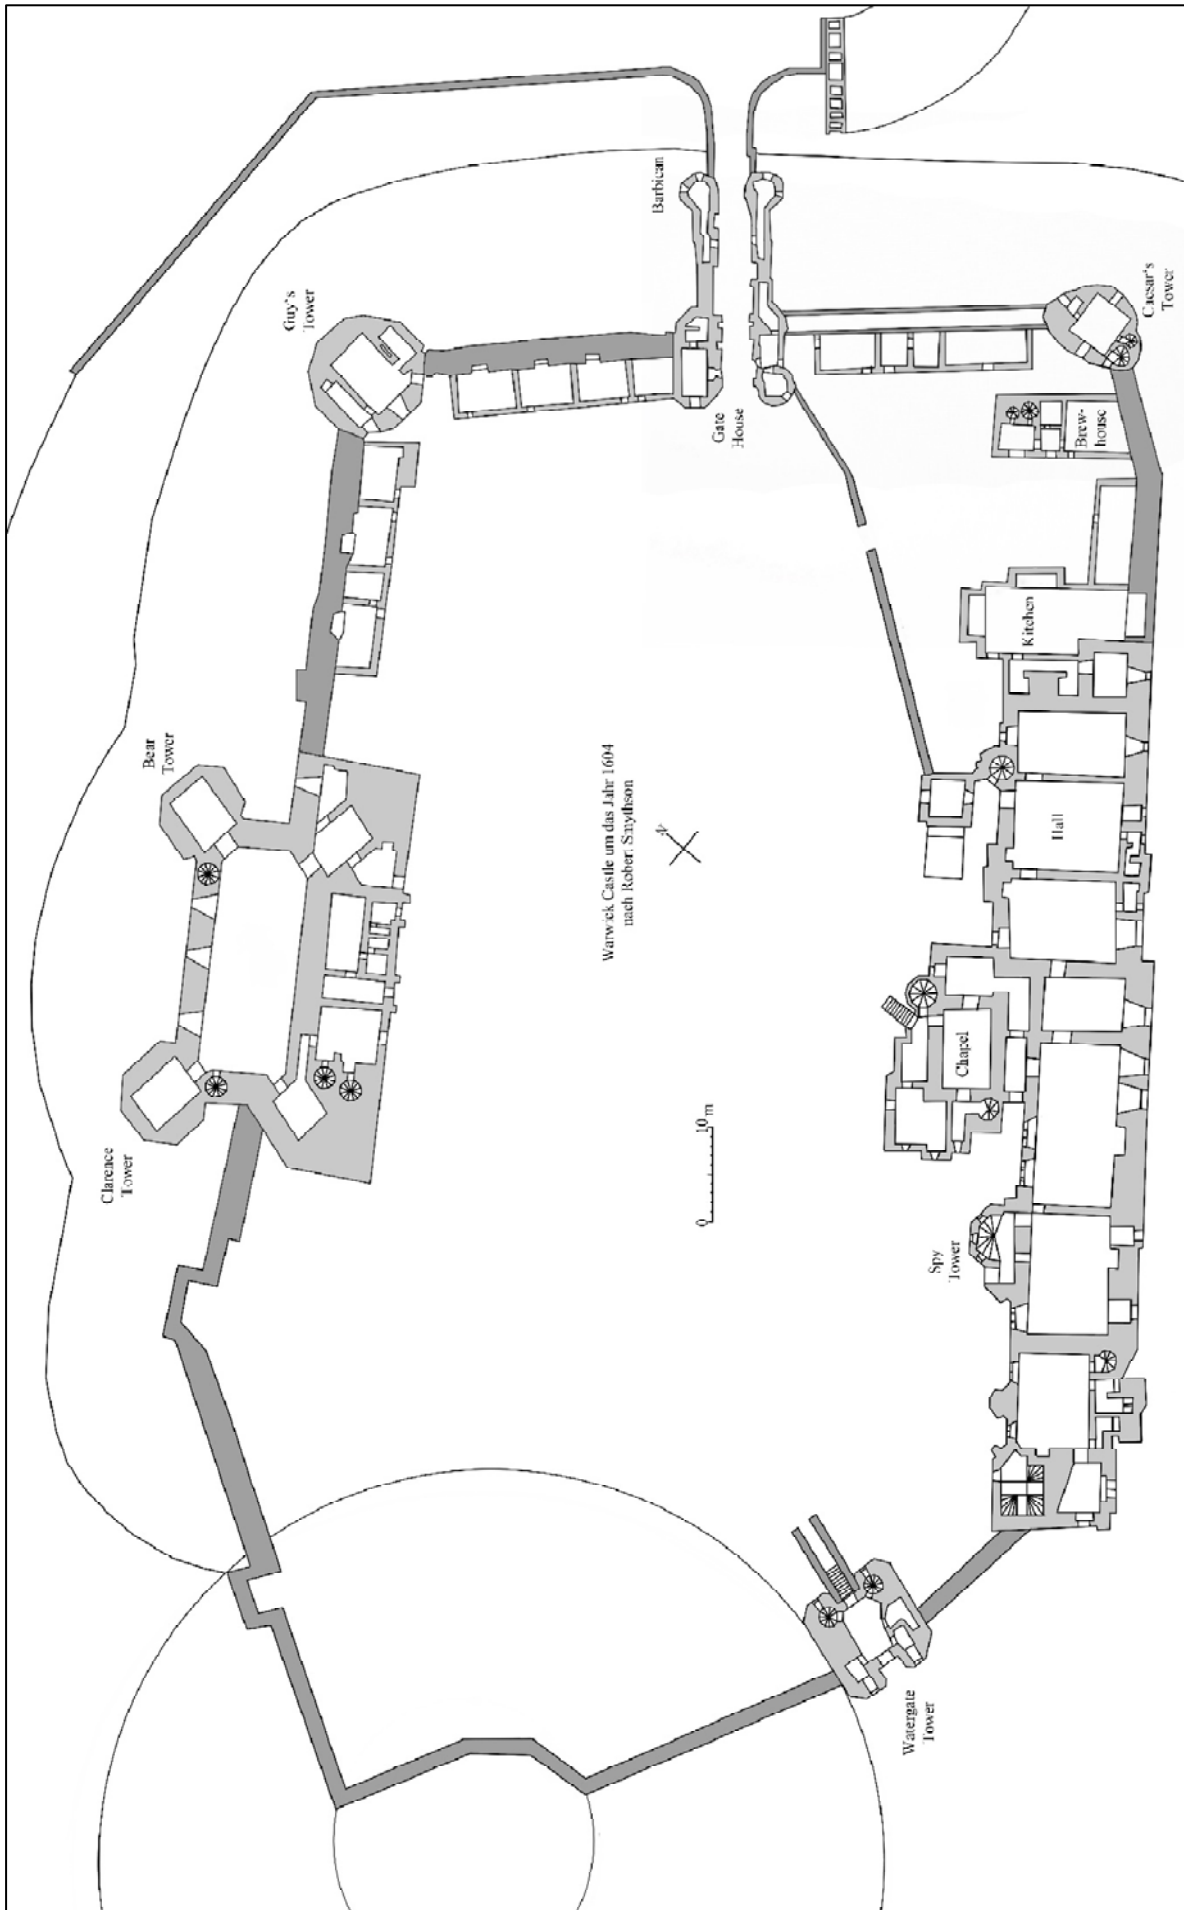 Barbican
Guy's
Tower
Caesar's
Tower
Gate
House
Brew-
house
Kitchen
Bear
Tower
Warwick Castle um das Jahr 1604
nach Robert Smythson
N
Hall
Chapel
10 m
0
Clarence
Tower
Spy
Tower
Watergate
Tower